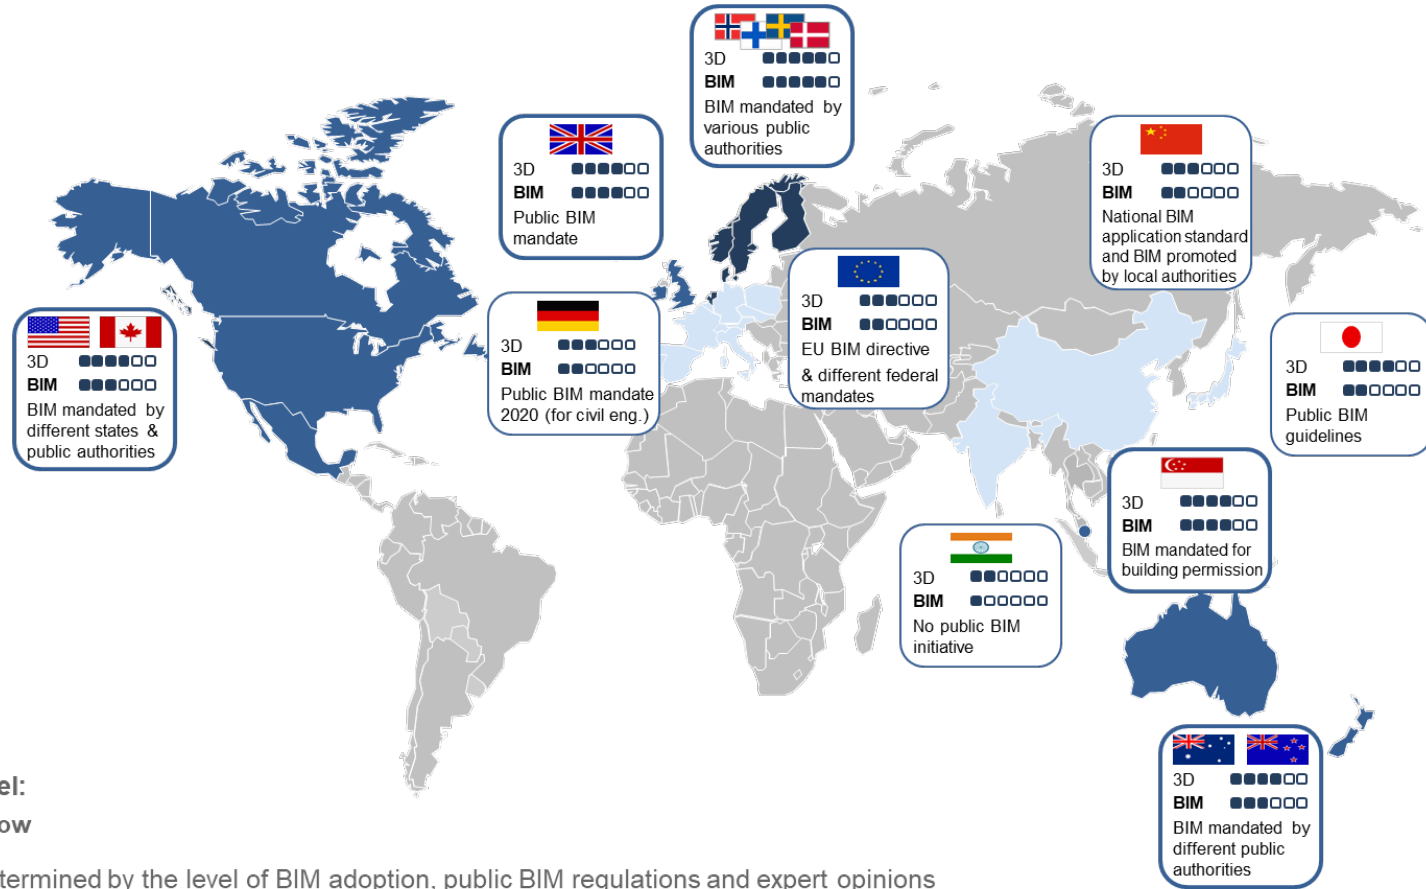 3D
BIM
BIM mandated by
various public
authorities
3D
BIM
Public BIM
mandate
3D
BIM
National BIM
application standard
and BIM promoted
by local authorities
3D
BIM
EU BIM directive
& different federal
mandates
3D
BIM
Public BIM mandate
2020 (for civil eng.)
3D
BIM
BIM mandated by
different states &
public authorities
3D
BIM
Public BIM
guidelines
3D
BIM
BIM mandated for
building permission
3D
BIM
No public BIM
initiative
3D
BIM
BIM mandated by
different public
authorities
el:
ow
termined by the level of BIM adoption, public BIM regulations and expert opinions